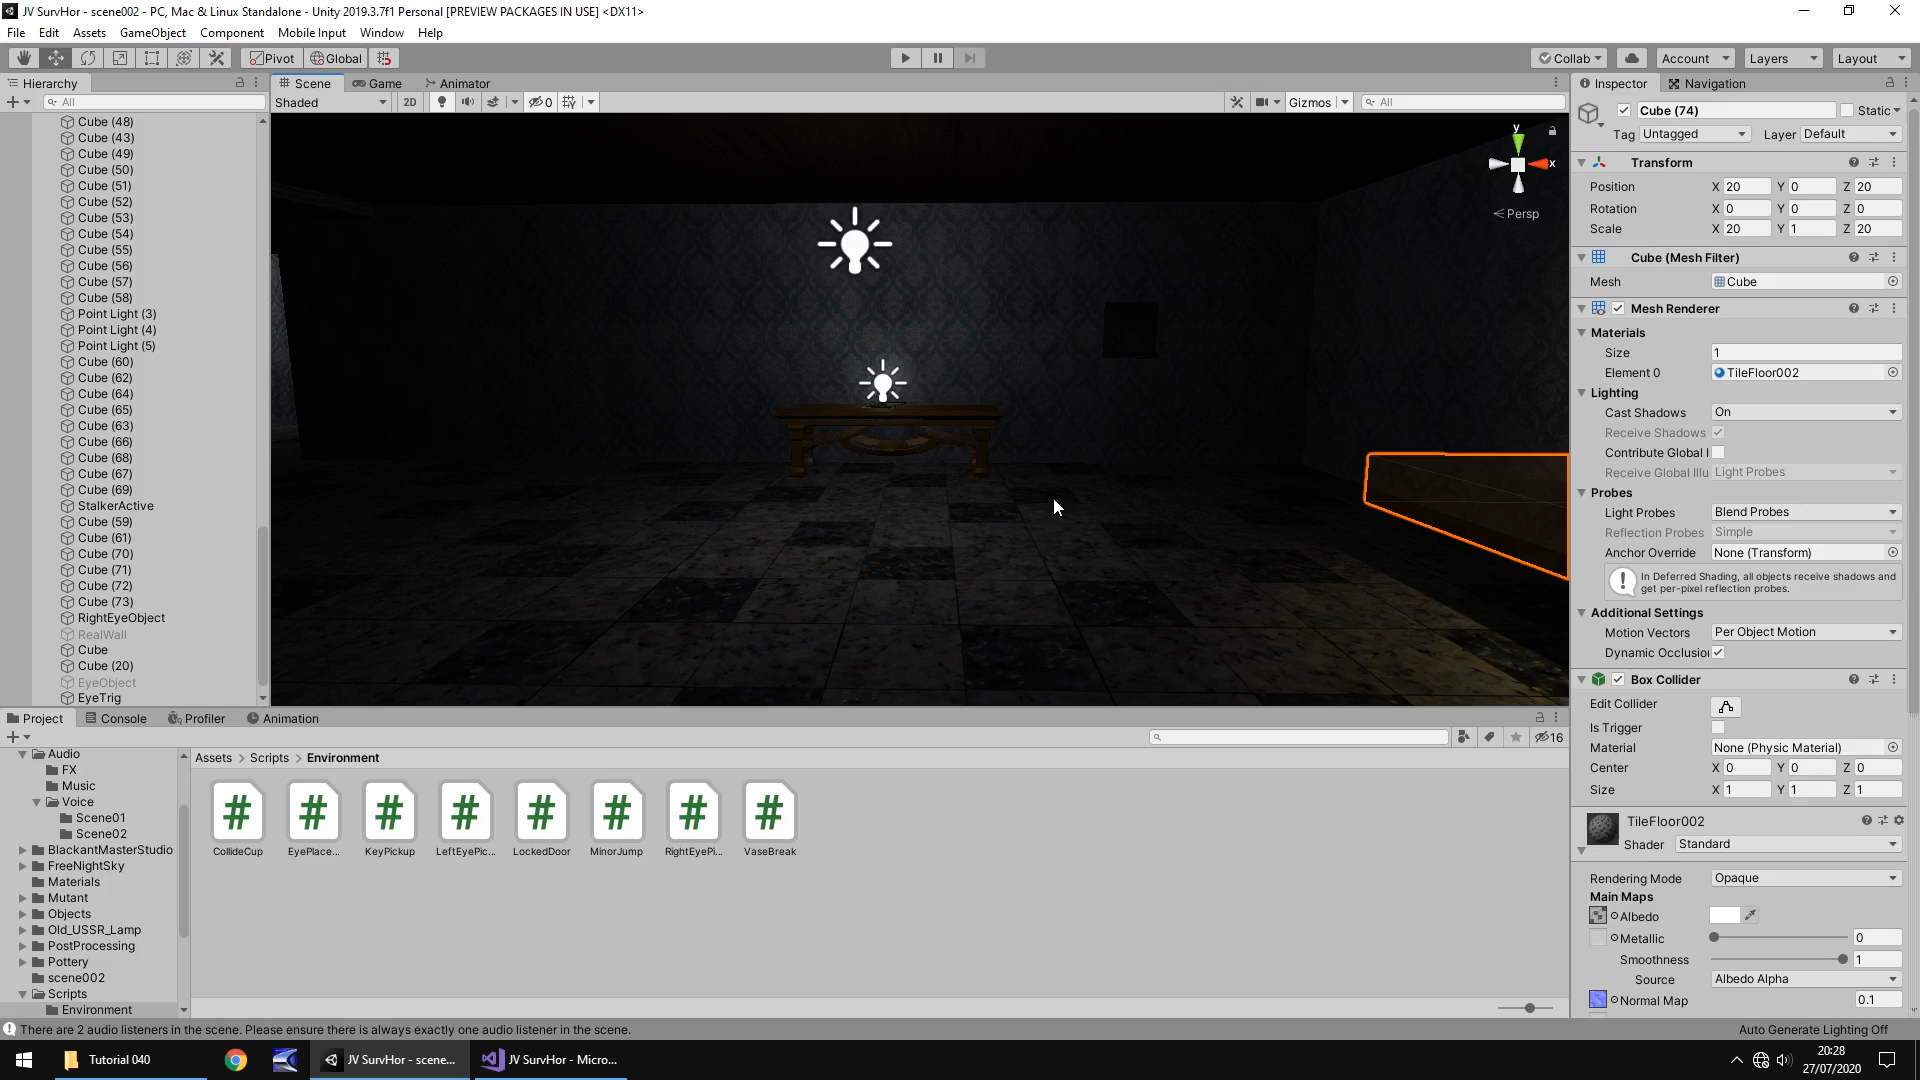 JV SurvHor - scene002 - PC, Mac & Linux Standalone - Unity 2019.3.7f1 Personal [PREVIEW PACKAGES IN USE] <DX11>
File Edit Assets GameObject Component Mobile Input Window Help
Pivot Global Collab Account Layers Layout
Hierarchy
All
Scene Game Animator
Shaded 2D 0 Gizmos All
Cube (48)
Cube (43)
Cube (49)
Cube (50)
Cube (51)
Cube (52)
Cube (53)
Cube (54)
Cube (55)
Cube (56)
Cube (57)
Cube (58)
Point Light (3)
Point Light (4)
Point Light (5)
Cube (60)
Cube (62)
Cube (64)
Cube (65)
Cube (63)
Cube (66)
Cube (68)
Cube (67)
Cube (69)
StalkerActive
Cube (59)
Cube (61)
Cube (70)
Cube (71)
Cube (72)
Cube (73)
RightEyeObject
RealWall
Cube
Cube (20)
EyeObject
EyeTrig
y
x
Persp
Inspector Navigation
Cube (74) Static
Tag Untagged Layer Default
Transform
Position X 20 Y 0 Z 20
Rotation X 0 Y 0 Z 0
Scale X 20 Y 1 Z 20
Cube (Mesh Filter)
Mesh Cube
Mesh Renderer
Materials
Size 1
Element 0 TileFloor002
Lighting
Cast Shadows On
Receive Shadows
Contribute Global I
Receive Global Illu Light Probes
Probes
Light Probes Blend Probes
Reflection Probes Simple
Anchor Override None (Transform)
In Deferred Shading, all objects receive shadows and
get per-pixel reflection probes.
Additional Settings
Motion Vectors Per Object Motion
Dynamic Occlusio
Box Collider
Edit Collider
Is Trigger
Material None (Physic Material)
Center X 0 Y 0 Z 0
Size X 1 Y 1 Z 1
TileFloor002
Shader Standard
Rendering Mode Opaque
Main Maps
Albedo
Metallic 0
Smoothness 1
Source Albedo Alpha
Normal Map 0.1
Project Console Profiler Animation
16
Audio
FX
Music
Voice
Scene01
Scene02
BlackantMasterStudio
FreeNightSky
Materials
Mutant
Objects
Old_USSR_Lamp
PostProcessing
Pottery
scene002
Scripts
Environment
Assets > Scripts > Environment
CollideCup EyePlace... KeyPickup LeftEyePic... LockedDoor MinorJump RightEyePi... VaseBreak
There are 2 audio listeners in the scene. Please ensure there is always exactly one audio listener in the scene.
Auto Generate Lighting Off
Tutorial 040
JV SurvHor - scene...
JV SurvHor - Micro...
20:28
27/07/2020